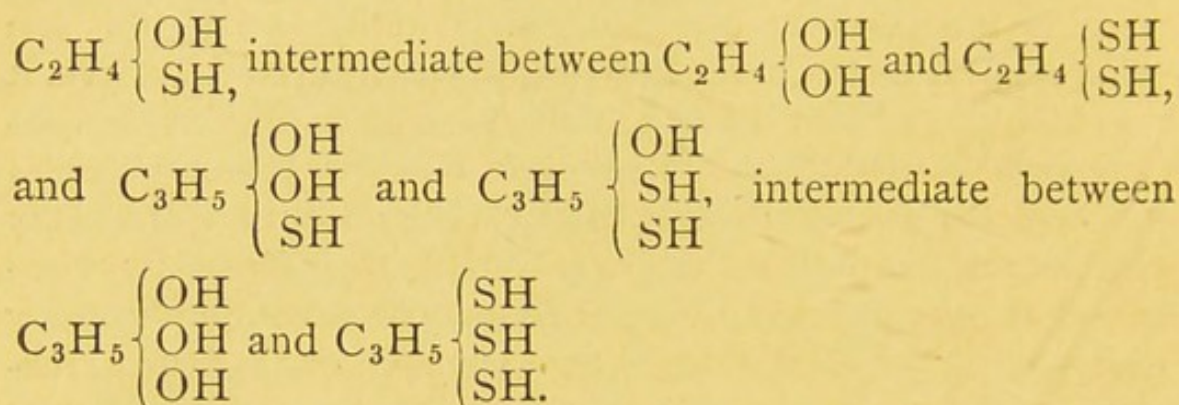 C₂H₄ { OH SH, intermediate between C₂H₄ { OH OH and C₂H₄ { SH SH,
and C₃H₅ { OH OH SH and C₃H₅ { OH SH, SH intermediate between
C₃H₅ { OH OH OH and C₃H₅ { SH SH SH.